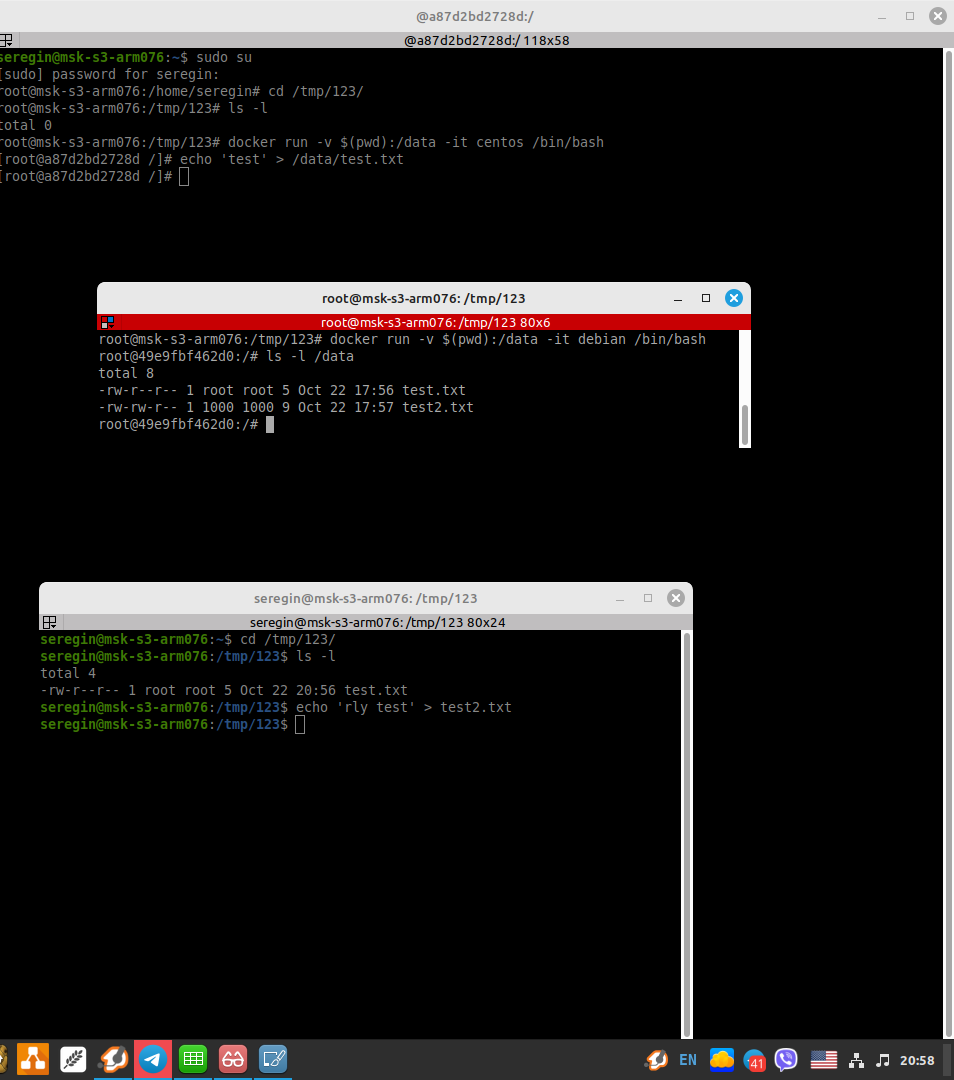 @a87d2bd2728d:/
@a87d2bd2728d:/ 118x58
seregin@msk-s3-arm076:~$ sudo su
[sudo] password for seregin:
root@msk-s3-arm076:/home/seregin# cd /tmp/123/
root@msk-s3-arm076:/tmp/123# ls -l
total 0
root@msk-s3-arm076:/tmp/123# docker run -v $(pwd):/data -it centos /bin/bash
[root@a87d2bd2728d /]# echo 'test' > /data/test.txt
[root@a87d2bd2728d /]#
root@msk-s3-arm076: /tmp/123
root@msk-s3-arm076: /tmp/123 80x6
root@msk-s3-arm076:/tmp/123# docker run -v $(pwd):/data -it debian /bin/bash
root@49e9fbf462d0:/# ls -l /data
total 8
-rw-r--r-- 1 root root 5 Oct 22 17:56 test.txt
-rw-rw-r-- 1 1000 1000 9 Oct 22 17:57 test2.txt
root@49e9fbf462d0:/#
seregin@msk-s3-arm076: /tmp/123
seregin@msk-s3-arm076: /tmp/123 80x24
seregin@msk-s3-arm076:~$ cd /tmp/123/
seregin@msk-s3-arm076:/tmp/123$ ls -l
total 4
-rw-r--r-- 1 root root 5 Oct 22 20:56 test.txt
seregin@msk-s3-arm076:/tmp/123$ echo 'rly test' > test2.txt
seregin@msk-s3-arm076:/tmp/123$
EN 41 20:58